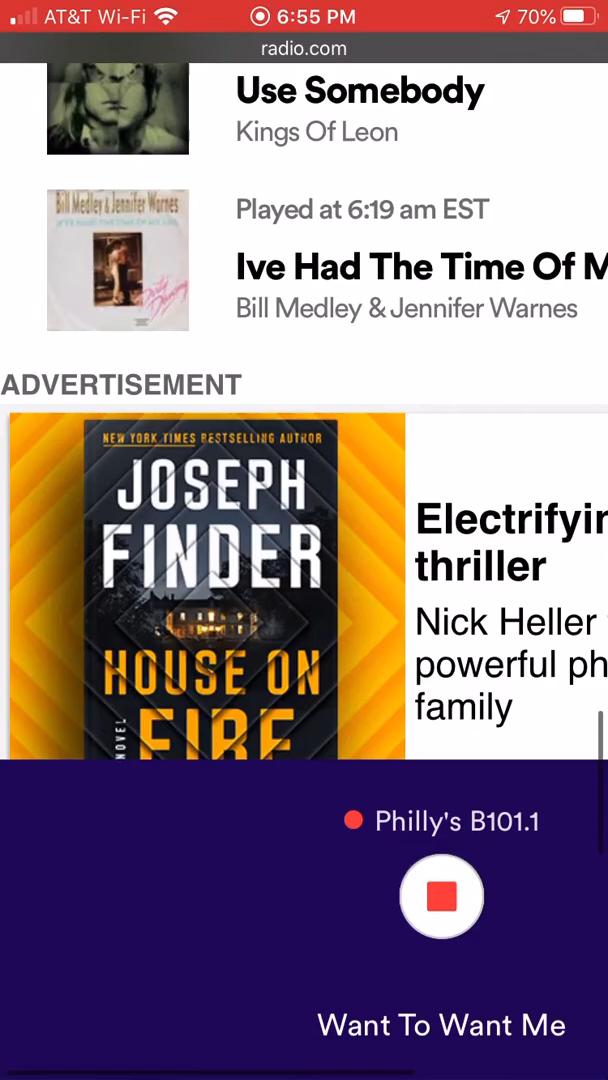 AT&T Wi-Fi 6:55 PM 70%
radio.com
Use Somebody
Kings Of Leon
Bill Medley & Jennifer Warnes
Played at 6:19 am EST
Ive Had The Time Of M
Bill Medley & Jennifer Warnes
Dirty Dancing
ADVERTISEMENT
NEW YORK TIMES BESTSELLING AUTHOR
JOSEPH
FINDER
HOUSE ON
FIRE
NOVEL
Electrifyin
thriller
Nick Heller
powerful ph
family
Philly's B101.1
Want To Want Me